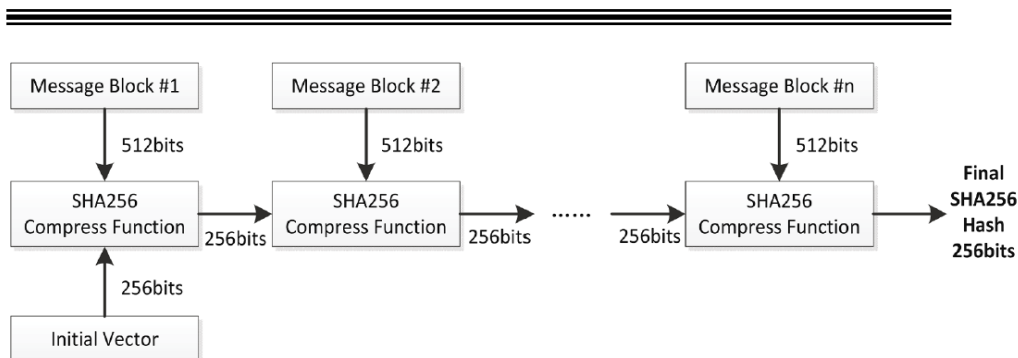 Message Block #1
Message Block #2
Message Block #n
512bits
512bits
512bits
SHA256
Compress Function
256bits
SHA256
Compress Function
256bits
......
256bits
SHA256
Compress Function
Final
SHA256
Hash
256bits
256bits
Initial Vector